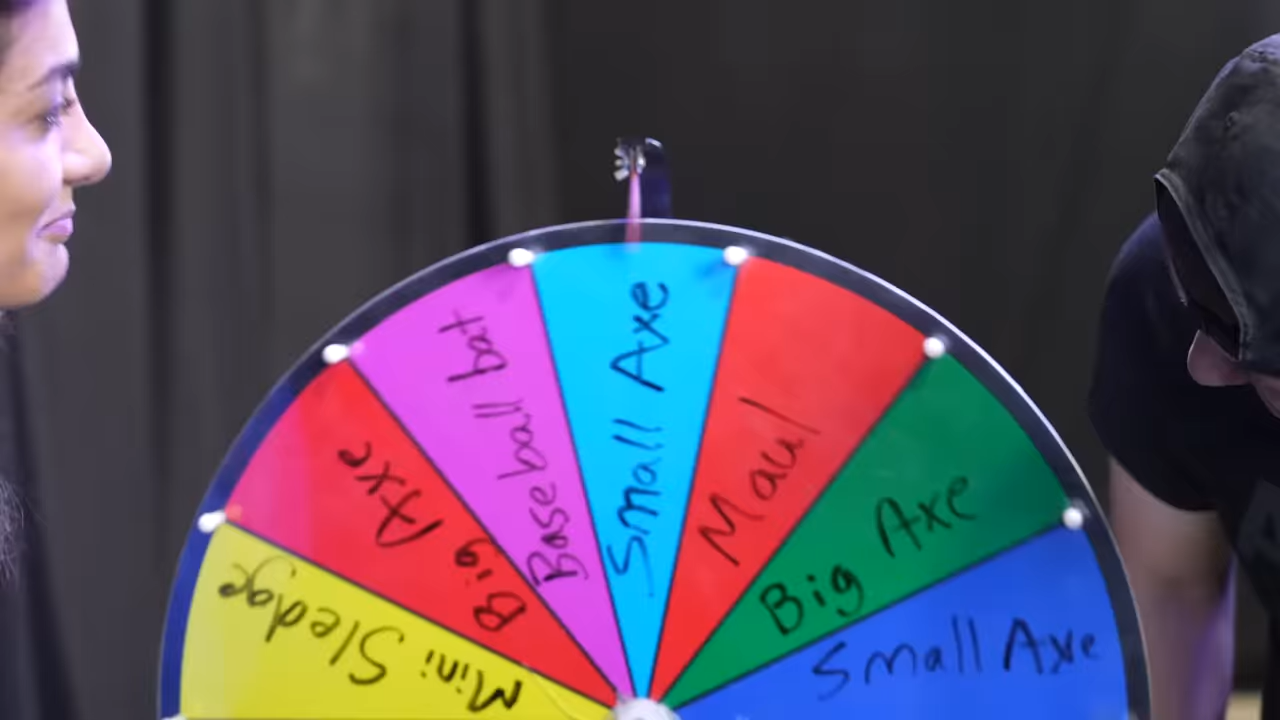 Mini Sledge
Big Axe
Baseball bat
Small Axe
Maul
Big Axe
Small Axe